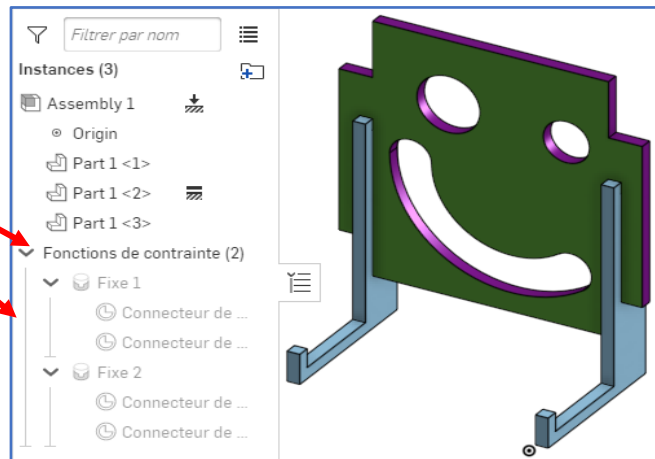 Filtrer par nom
Instances (3)
Assembly 1
Origin
Part 1 <1>
Part 1 <2>
Part 1 <3>
Fonctions de contrainte (2)
Fixe 1
Connecteur de ...
Connecteur de ...
Fixe 2
Connecteur de ...
Connecteur de ...